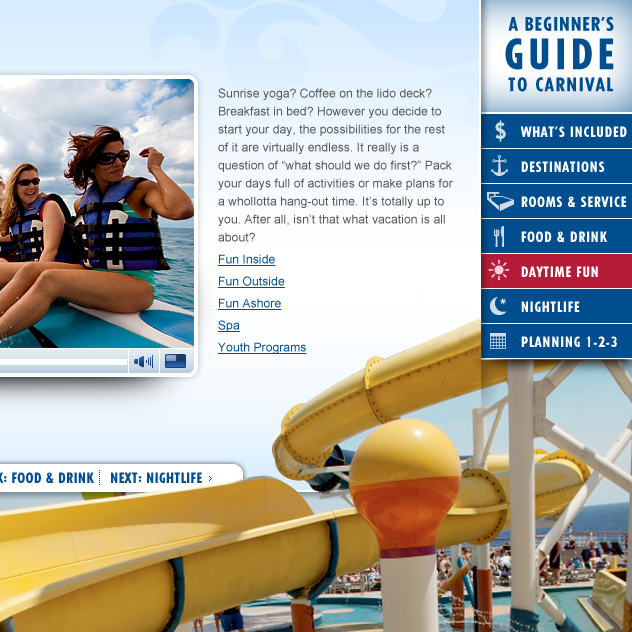 A BEGINNER'S
GUIDE
TO CARNIVAL
Sunrise yoga? Coffee on the lido deck?
Breakfast in bed? However you decide to
start your day, the possibilities for the rest
of it are virtually endless. It really is a
question of “what should we do first?” Pack
your days full of activities or make plans for
a whollotta hang-out time. It’s totally up to
you. After all, isn’t that what vacation is all
about?
Fun Inside
Fun Outside
Fun Ashore
Spa
Youth Programs
$ WHAT'S INCLUDED
DESTINATIONS
ROOMS & SERVICE
FOOD & DRINK
DAYTIME FUN
NIGHTLIFE
PLANNING 1-2-3
K: FOOD & DRINK
NEXT: NIGHTLIFE ›